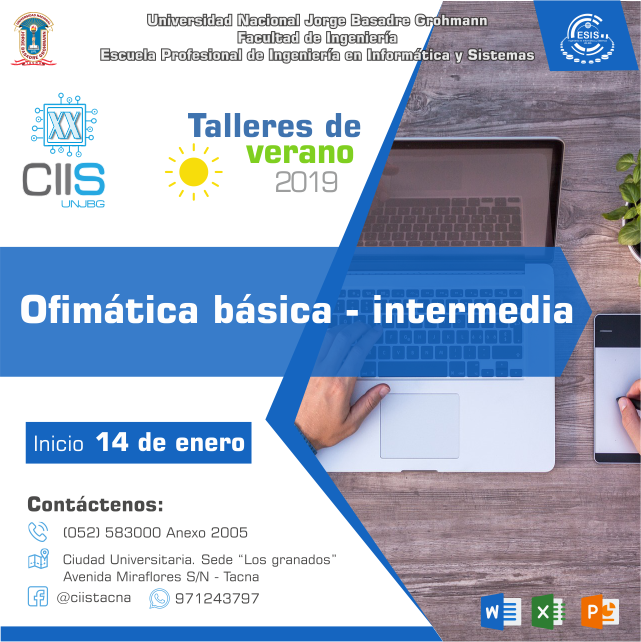 Universidad Nacional Jorge Basadre Grohmann
Facultad de Ingeniería
Escuela Profesional de Ingeniería en Informática y Sistemas
ESIS
XX
CIIS
UNJBG
Talleres de
verano
2019
Ofimática básica - intermedia
Inicio 14 de enero
Contáctenos:
(052) 583000 Anexo 2005
Ciudad Universitaria. Sede “Los granados”
Avenida Miraflores S/N - Tacna
@ciistacna 971243797
W X P